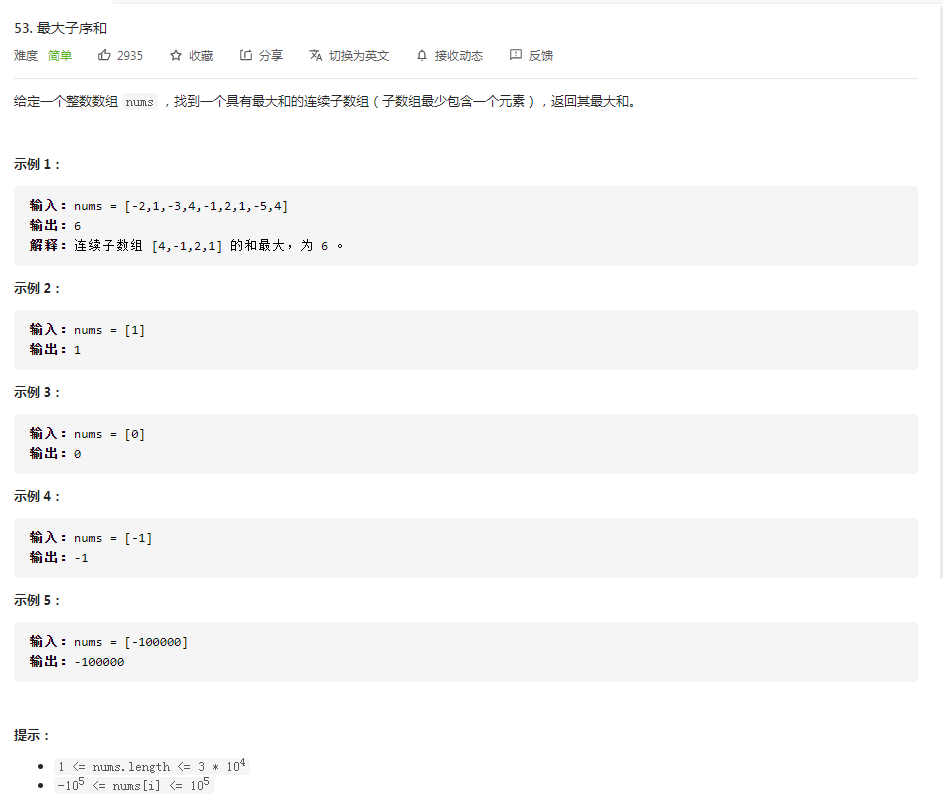 53. 最大子序和
难度 简单 2935 收藏 分享 切换为英文 接收动态 反馈
给定一个整数数组 nums ，找到一个具有最大和的连续子数组（子数组最少包含一个元素），返回其最大和。
示例 1：
输入：nums = [-2,1,-3,4,-1,2,1,-5,4]
输出：6
解释：连续子数组 [4,-1,2,1] 的和最大，为 6 。
示例 2：
输入：nums = [1]
输出：1
示例 3：
输入：nums = [0]
输出：0
示例 4：
输入：nums = [-1]
输出：-1
示例 5：
输入：nums = [-100000]
输出：-100000
提示：
1 <= nums.length <= 3 * 10⁴
-10⁵ <= nums[i] <= 10⁵